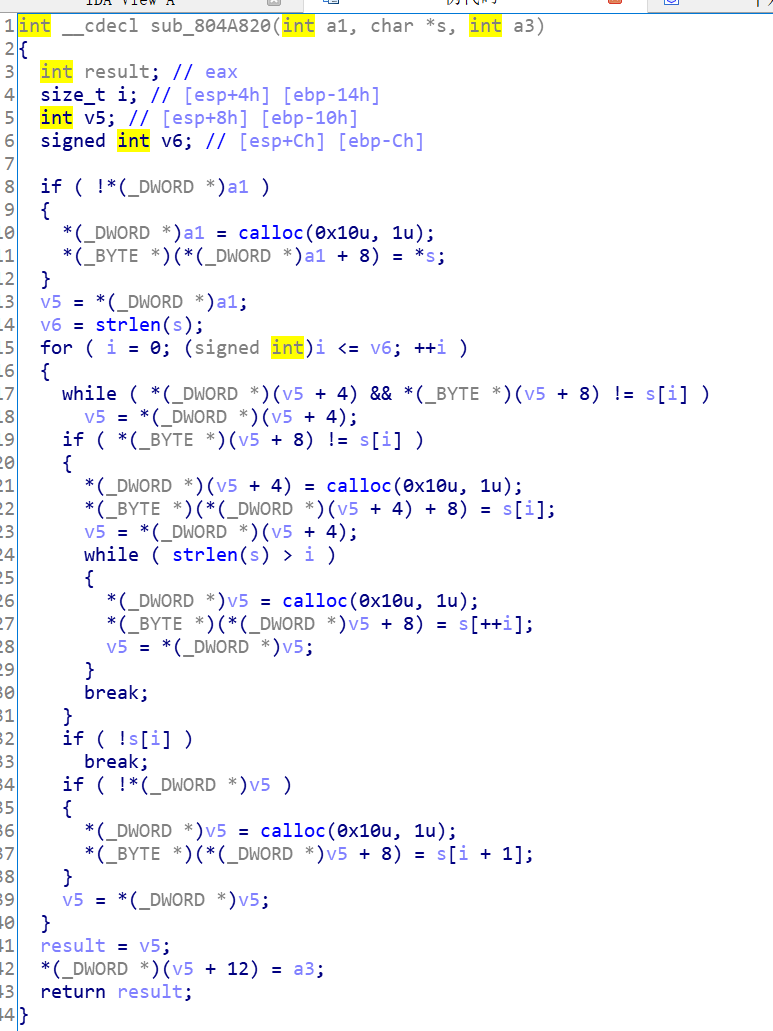 IDA View A
1 int __cdecl sub_804A820(int a1, char *s, int a3)
2 {
3   int result; // eax
4   size_t i; // [esp+4h] [ebp-14h]
5   int v5; // [esp+8h] [ebp-10h]
6   signed int v6; // [esp+Ch] [ebp-Ch]
7
8   if ( !*(_DWORD *)a1 )
9   {
10     *(_DWORD *)a1 = calloc(0x10u, 1u);
11     *(_BYTE *)(*(_DWORD *)a1 + 8) = *s;
12   }
13   v5 = *(_DWORD *)a1;
14   v6 = strlen(s);
15   for ( i = 0; (signed int)i <= v6; ++i )
16   {
17     while ( *(_DWORD *)(v5 + 4) && *(_BYTE *)(v5 + 8) != s[i] )
18       v5 = *(_DWORD *)(v5 + 4);
19     if ( *(_BYTE *)(v5 + 8) != s[i] )
20     {
21       *(_DWORD *)(v5 + 4) = calloc(0x10u, 1u);
22       *(_BYTE *)(*(_DWORD *)(v5 + 4) + 8) = s[i];
23       v5 = *(_DWORD *)(v5 + 4);
24       while ( strlen(s) > i )
25       {
26         *(_DWORD *)v5 = calloc(0x10u, 1u);
27         *(_BYTE *)(*(_DWORD *)v5 + 8) = s[++i];
28         v5 = *(_DWORD *)v5;
29       }
30       break;
31     }
32     if ( !s[i] )
33       break;
34     if ( !*(_DWORD *)v5 )
35     {
36       *(_DWORD *)v5 = calloc(0x10u, 1u);
37       *(_BYTE *)(*(_DWORD *)v5 + 8) = s[i + 1];
38     }
39     v5 = *(_DWORD *)v5;
40   }
41   result = v5;
42   *(_DWORD *)(v5 + 12) = a3;
43   return result;
44 }